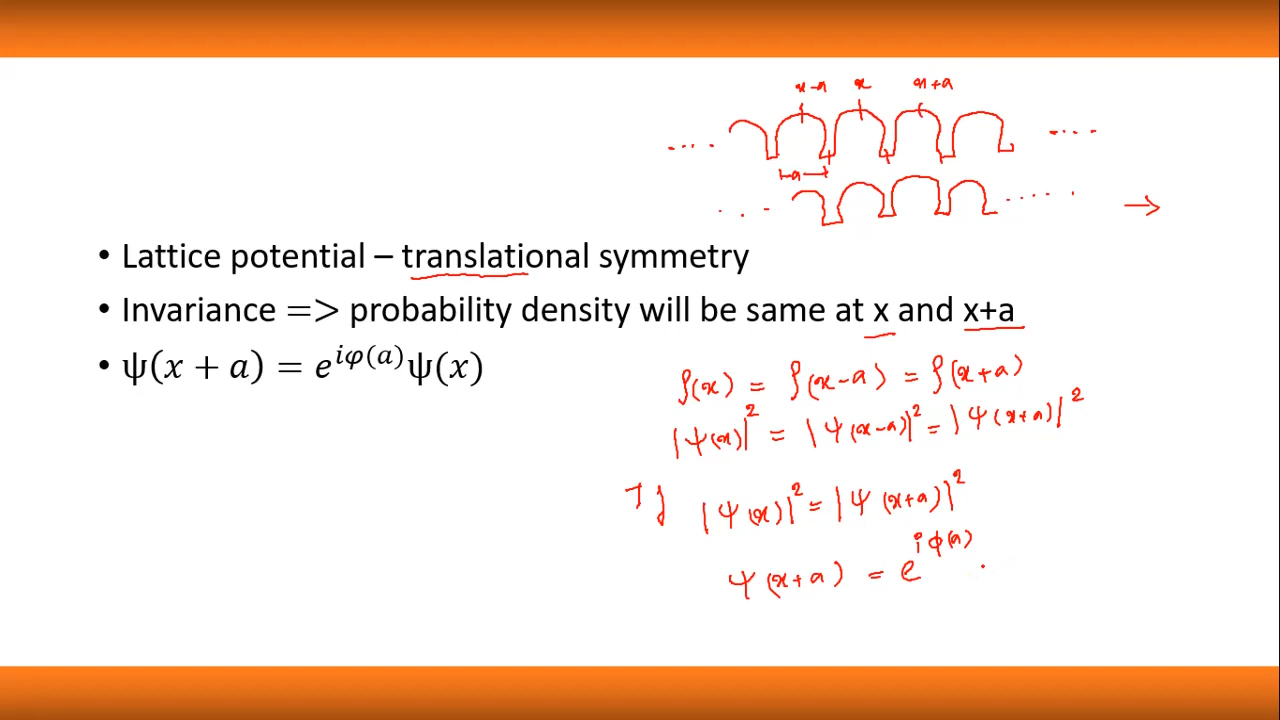 x-a x x+a
.... ....
a
... .....→
• Lattice potential – translational symmetry
• Invariance => probability density will be same at x and x+a
• ψ(x + a) = e^{iφ(a)}ψ(x)
ρ(x) = ρ(x-a) = ρ(x+a)
|ψ(x)|² = |ψ(x-a)|² = |ψ(x+a)|²
If |ψ(x)|² = |ψ(x+a)|²
ψ(x+a) = e^{iφ(a)} .